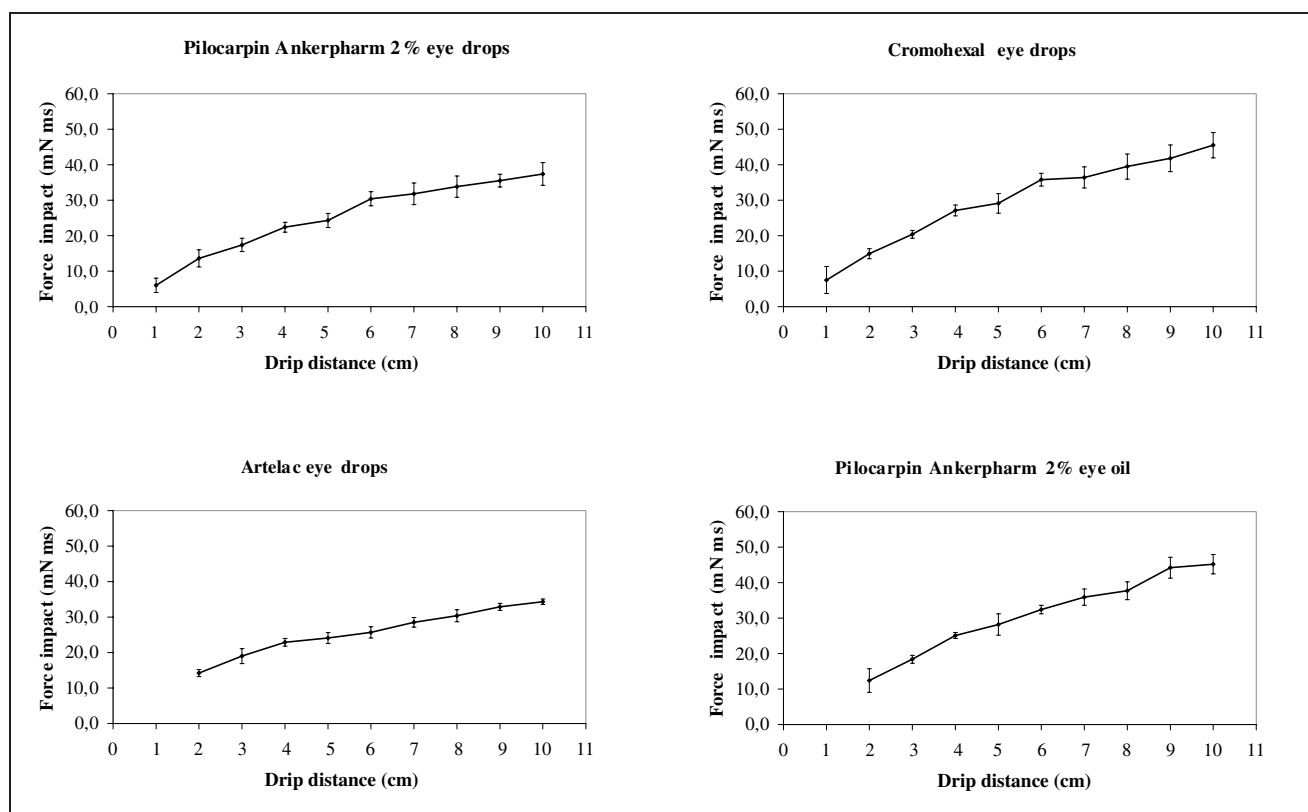 Pilocarpin Ankerpharm 2% eye drops
Force impact (mN ms)
60,0
50,0
40,0
30,0
20,0
10,0
0,0
0 1 2 3 4 5 6 7 8 9 10 11
Drip distance (cm)
Cromohexal eye drops
Force impact (mN ms)
60,0
50,0
40,0
30,0
20,0
10,0
0,0
0 1 2 3 4 5 6 7 8 9 10 11
Drip distance (cm)
Artelac eye drops
Force impact (mN ms)
60,0
50,0
40,0
30,0
20,0
10,0
0,0
0 1 2 3 4 5 6 7 8 9 10 11
Drip distance (cm)
Pilocarpin Ankerpharm 2% eye oil
Force impact (mN ms)
60,0
50,0
40,0
30,0
20,0
10,0
0,0
0 1 2 3 4 5 6 7 8 9 10 11
Drip distance (cm)